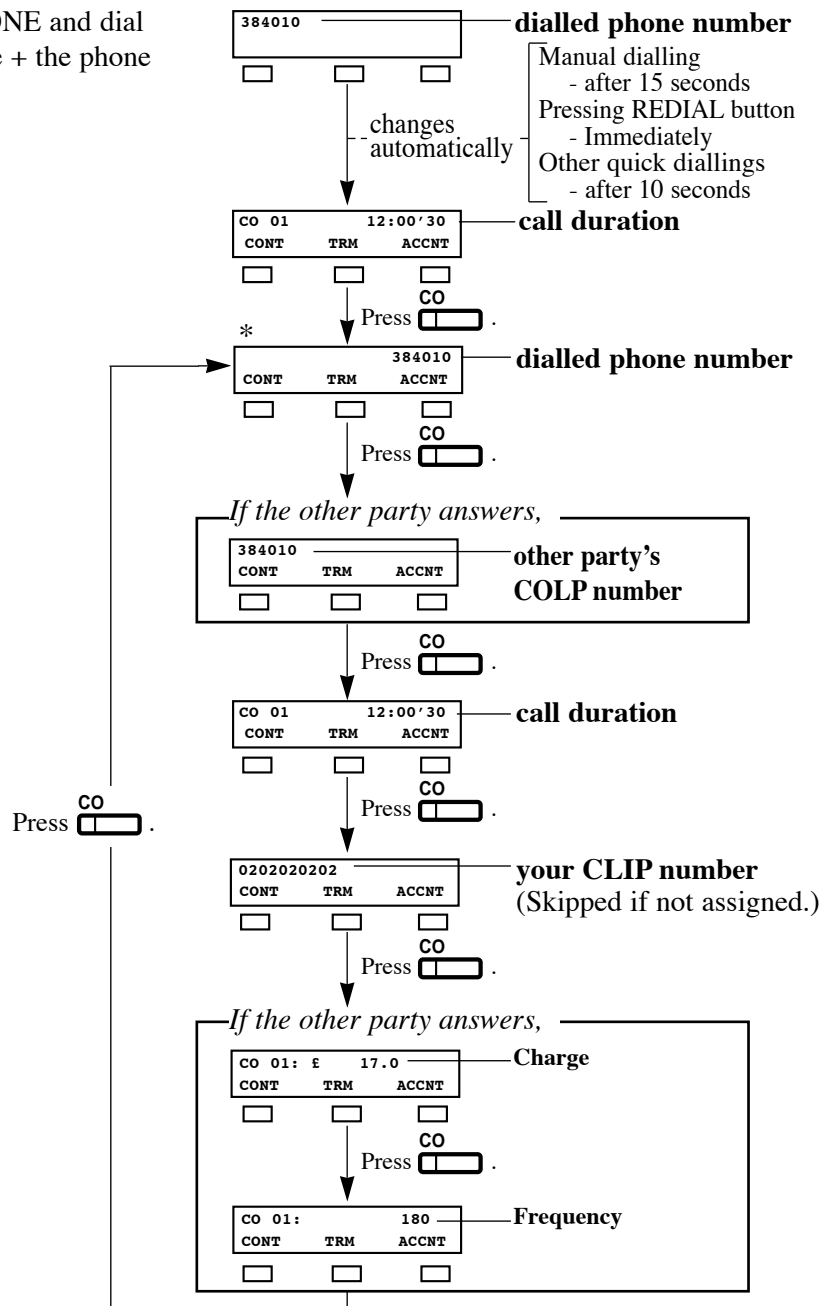 ONE and dial
e + the phone
384010
dialled phone number
Manual dialling
- after 15 seconds
Pressing REDIAL button
- Immediately
Other quick diallings
- after 10 seconds
changes
automatically
CO 01 12:00'30
CONT TRM ACCNT
call duration
CO
Press .
*
384010
CONT TRM ACCNT
dialled phone number
CO
Press .
If the other party answers,
384010
CONT TRM ACCNT
other party's
COLP number
CO
Press .
CO 01 12:00'30
CONT TRM ACCNT
call duration
CO
Press .
CO
Press .
0202020202
CONT TRM ACCNT
your CLIP number
(Skipped if not assigned.)
CO
Press .
If the other party answers,
CO 01: £ 17.0
CONT TRM ACCNT
Charge
CO
Press .
CO 01: 180
CONT TRM ACCNT
Frequency